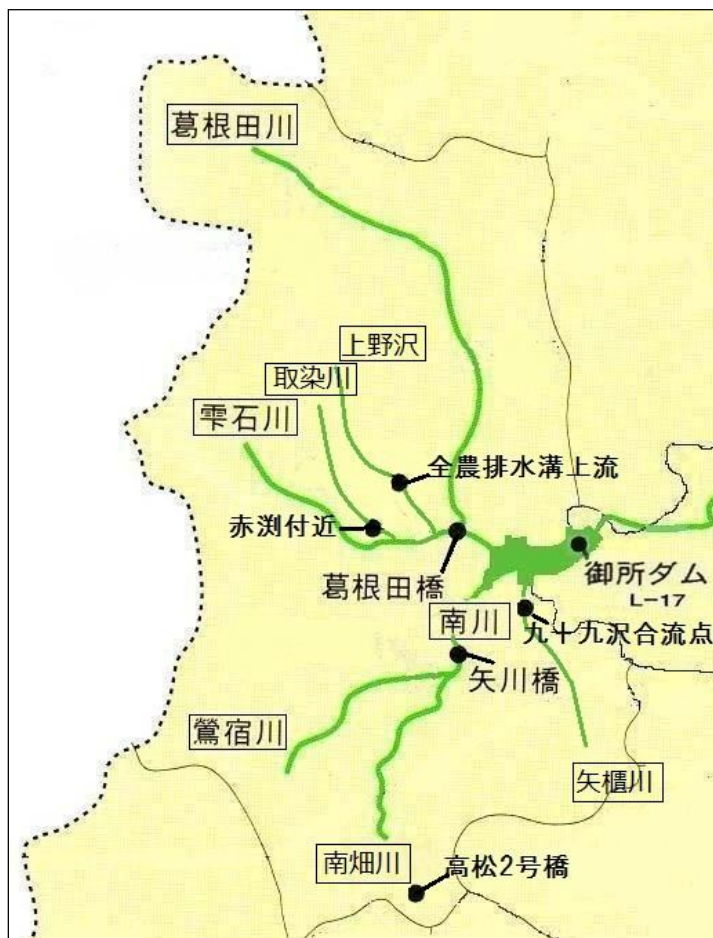 葛根田川
上野沢
取染川
雫石川
全農排水溝上流
赤渕付近
葛根田橋
御所ダム
L-17
南川
九十九沢合流点
矢川橋
鶯宿川
矢櫃川
南畑川
高松2号橋